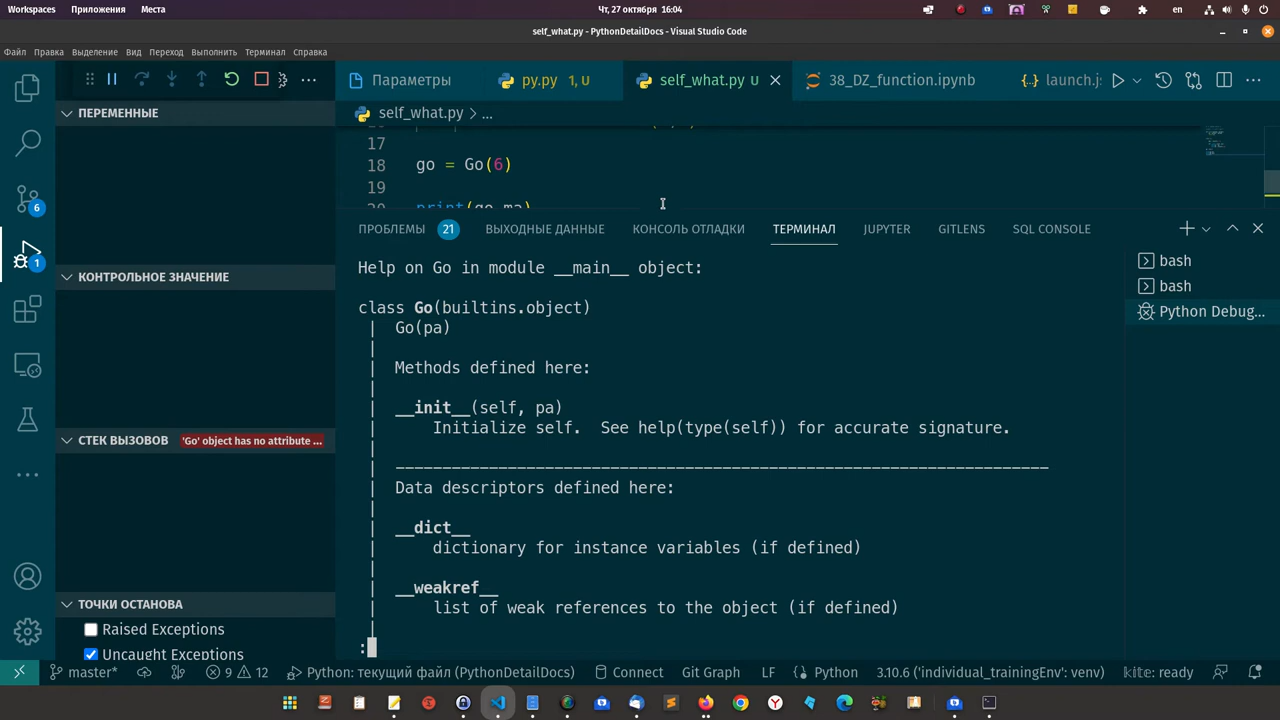 Workspaces Приложения Места Чт, 27 октября 16:04 en
self_what.py - PythonDetailDocs - Visual Studio Code
Файл Правка Выделение Вид Переход Выполнить Терминал Справка
Параметры py.py 1, U self_what.py U 38_DZ_function.ipynb launch.js
ПЕРЕМЕННЫЕ
self_what.py > ...
17
18 go = Go(6)
19
20 print(go.ma)
ПРОБЛЕМЫ 21 ВЫХОДНЫЕ ДАННЫЕ КОНСОЛЬ ОТЛАДКИ ТЕРМИНАЛ JUPYTER GITLENS SQL CONSOLE
6
1
КОНТРОЛЬНОЕ ЗНАЧЕНИЕ
СТЕК ВЫЗОВОВ 'Go' object has no attribute ...
ТОЧКИ ОСТАНОВА
Raised Exceptions
Uncaught Exceptions
Help on Go in module __main__ object:
class Go(builtins.object)
| Go(pa)
|
| Methods defined here:
|
| __init__(self, pa)
| Initialize self. See help(type(self)) for accurate signature.
|
| ----------------------------------------------------------------------
| Data descriptors defined here:
|
| __dict__
| dictionary for instance variables (if defined)
|
| __weakref__
| list of weak references to the object (if defined)
|
:
bash
bash
Python Debug...
master* 9 12 Python: текущий файл (PythonDetailDocs) Connect Git Graph LF Python 3.10.6 ('individual_trainingEnv': venv) kite: ready